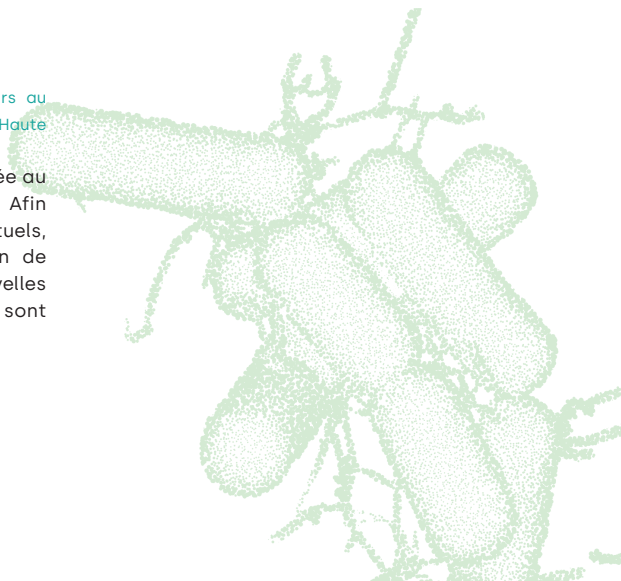 rs au
Haute
ée au
Afin
tuels,
n de
velles
sont